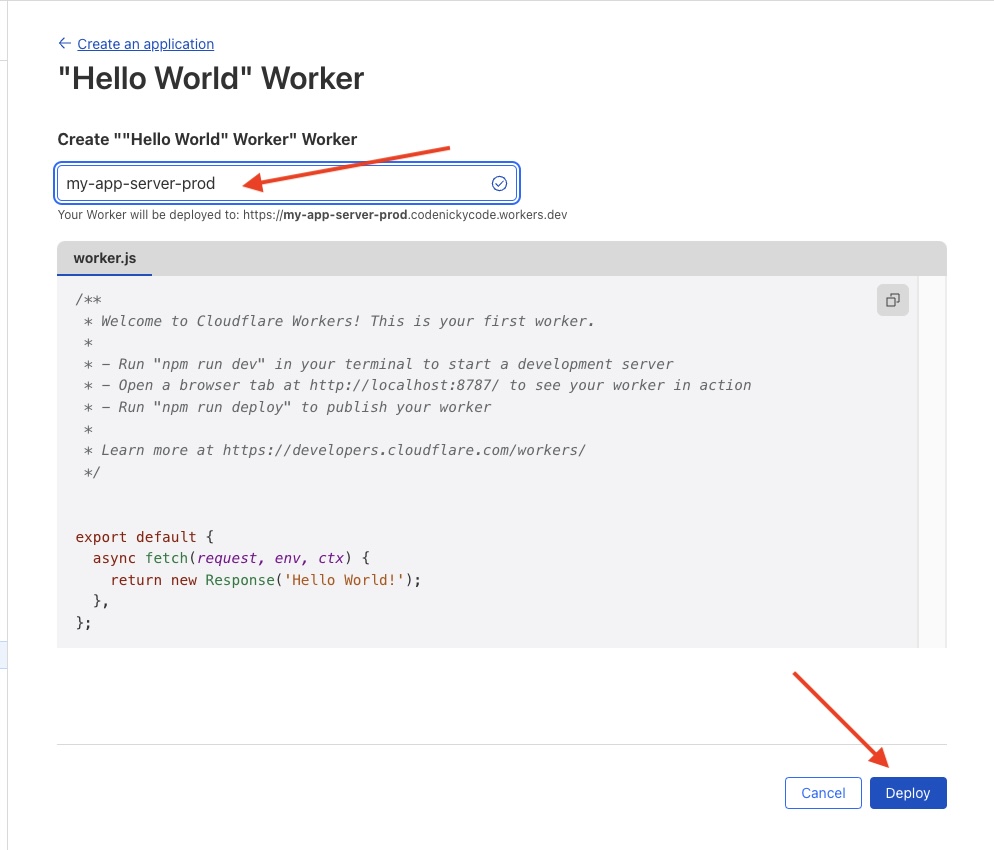 ← Create an application
"Hello World" Worker
Create ""Hello World" Worker" Worker
my-app-server-prod
Your Worker will be deployed to: https://my-app-server-prod.codenickycode.workers.dev
worker.js
/**
 * Welcome to Cloudflare Workers! This is your first worker.
 *
 * - Run "npm run dev" in your terminal to start a development server
 * - Open a browser tab at http://localhost:8787/ to see your worker in action
 * - Run "npm run deploy" to publish your worker
 *
 * Learn more at https://developers.cloudflare.com/workers/
 */
export default {
  async fetch(request, env, ctx) {
    return new Response('Hello World!');
  },
};
Cancel Deploy